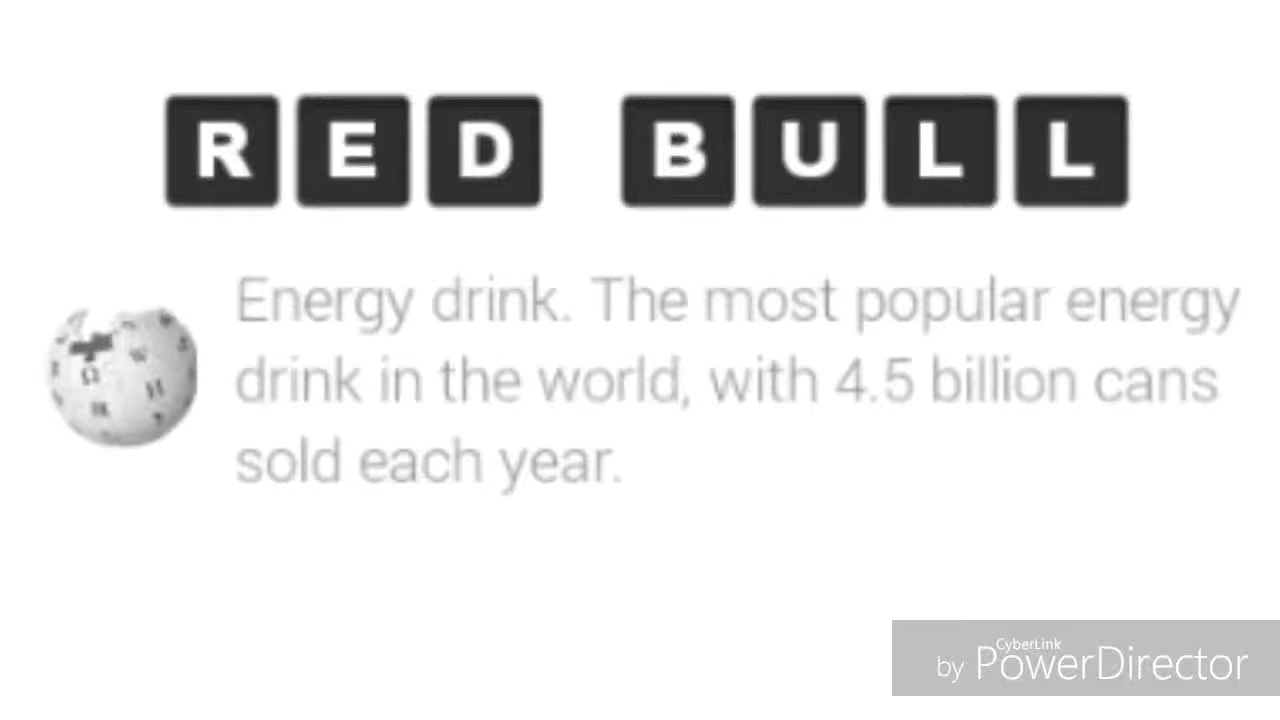 RED BULL
Energy drink. The most popular energy
drink in the world, with 4.5 billion cans
sold each year.
CyberLink
by PowerDirector